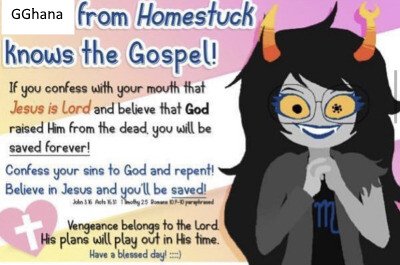 GGhana from Homestuck
knows the Gospel!
If you confess with your mouth that
Jesus is Lord and believe that God
raised Him from the dead, you will be
saved forever!
Confess your sins to God and repent!
Believe in Jesus and you'll be saved!
John 3:16 Acts 16:31 1 Timothy 2:5 Romans 10:9-10 paraphrased
Vengeance belongs to the Lord.
His plans will play out in His time.
Have a blessed day! ::::)